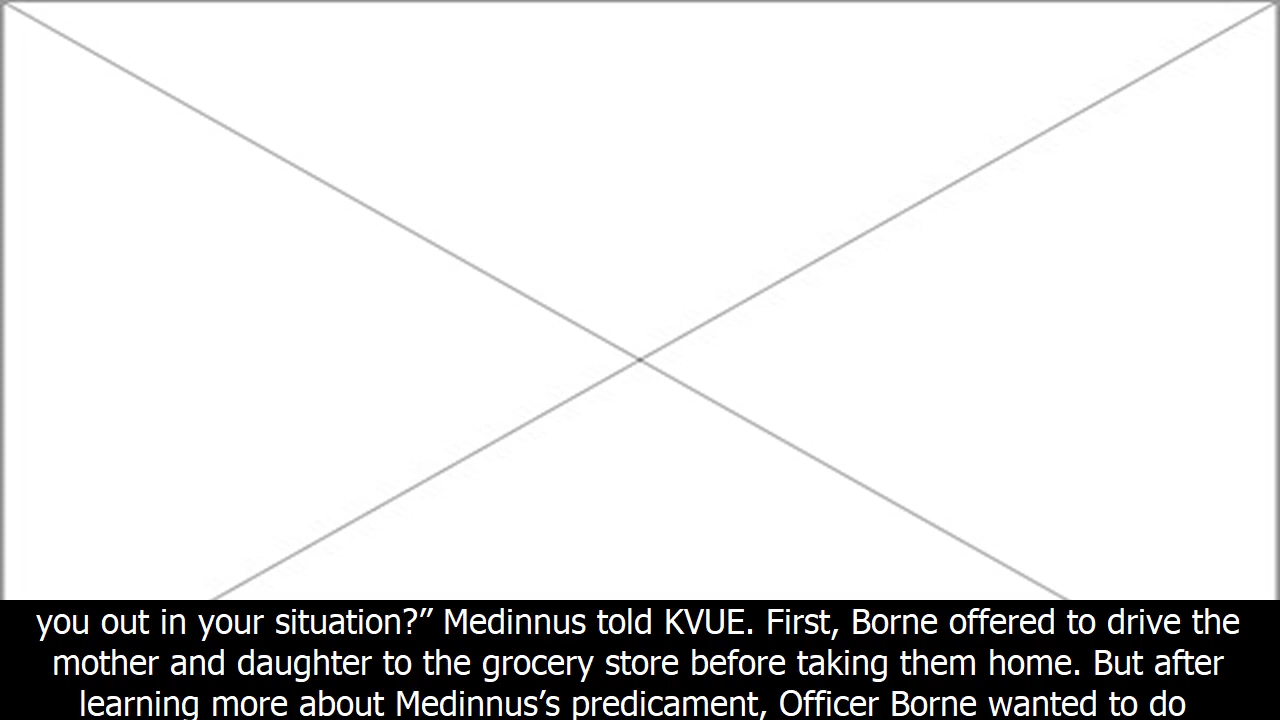 you out in your situation?” Medinnus told KVUE. First, Borne offered to drive the
mother and daughter to the grocery store before taking them home. But after
learning more about Medinnus’s predicament, Officer Borne wanted to do